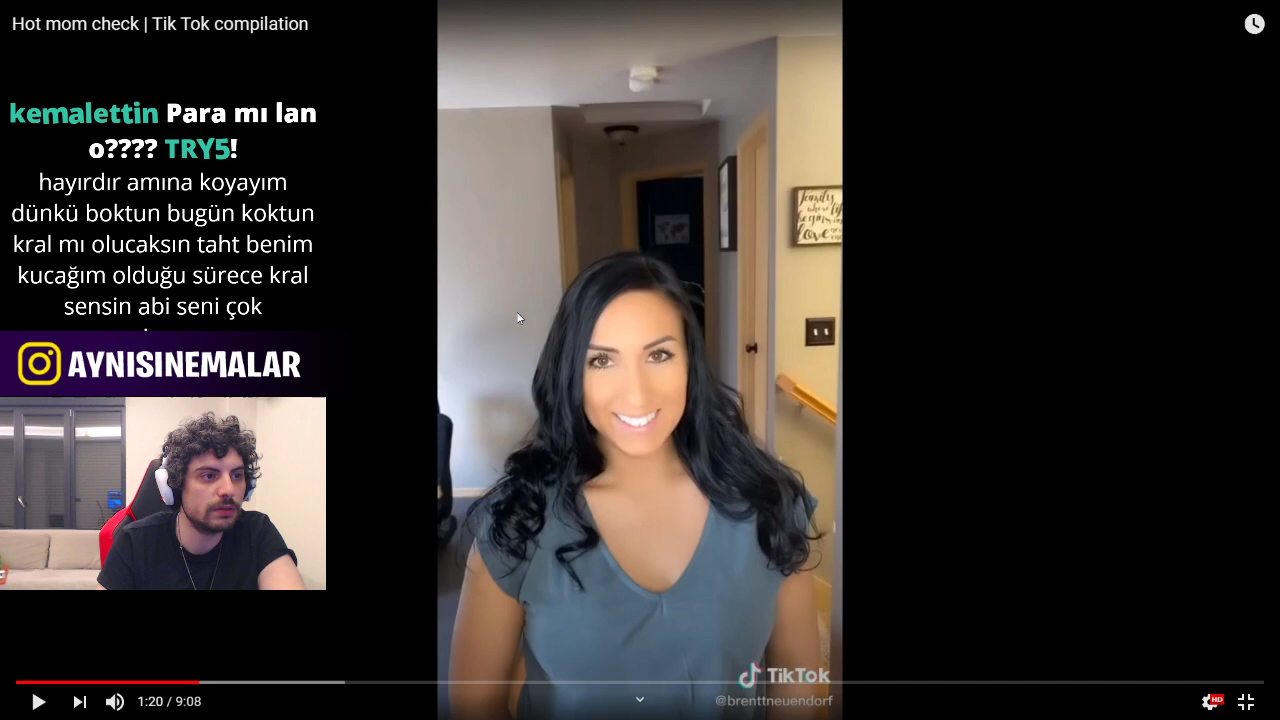 Hot mom check | Tik Tok compilation
kemalettin Para mı lan
o???? TRY5!
hayırdır amına koyayım
dünkü boktun bugün koktun
kral mı olucaksın taht benim
kucağım olduğu sürece kral
sensin abi seni çok
AYNISINEMALAR
family
love
TikTok
@brenttneuendorf
1:20 / 9:08
HD